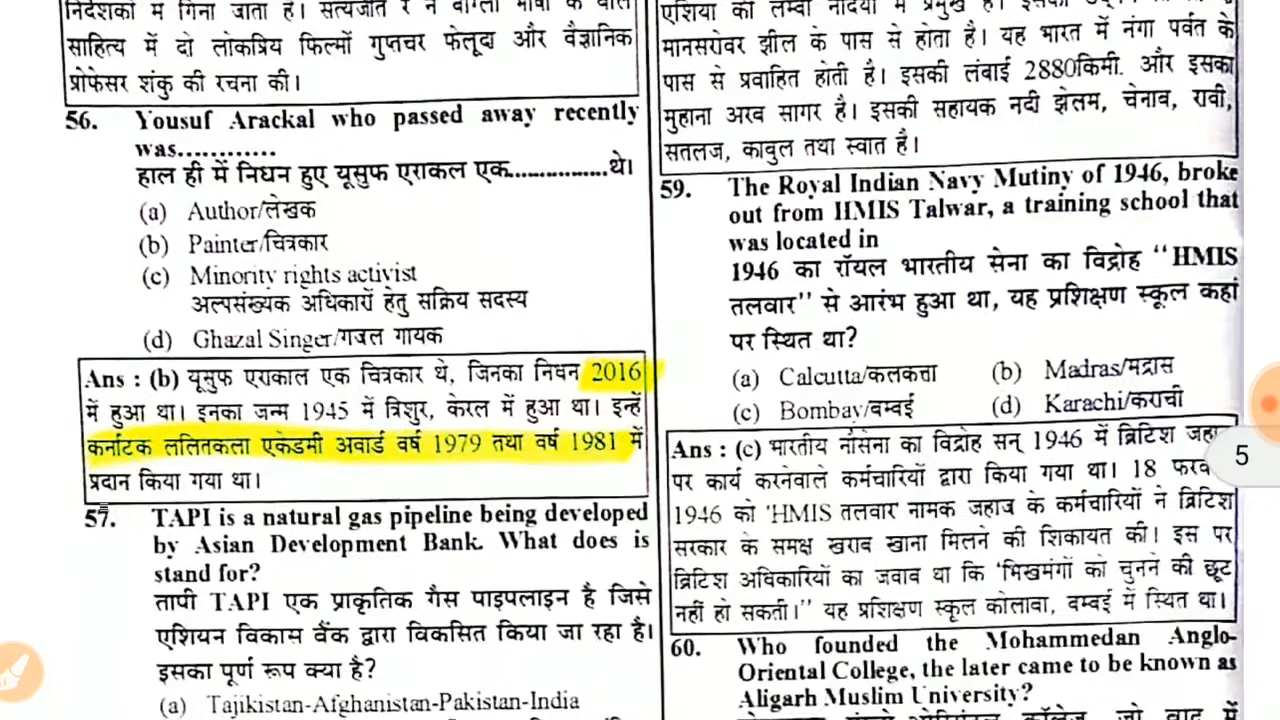 साहित्य में दो लोकप्रिय फिल्मों गुप्तचर फेलूदा और वैज्ञानिक
प्रोफेसर शंकु की रचना की।
56. Yousuf Arackal who passed away recently
was............
हाल ही में निधन हुए यूसुफ एराकल एक................थे।
(a) Author/लेखक
(b) Painter/चित्रकार
(c) Minority rights activist
अल्पसंख्यक अधिकारों हेतु सक्रिय सदस्य
(d) Ghazal Singer/गजल गायक
Ans : (b) यूसुफ एराकाल एक चित्रकार थे, जिनका निधन 2016
में हुआ था। इनका जन्म 1945 में त्रिशुर, केरल में हुआ था। इन्हें
कर्नाटक ललितकला एकेडमी अवार्ड वर्ष 1979 तथा वर्ष 1981 में
प्रदान किया गया था।
57. TAPI is a natural gas pipeline being developed
by Asian Development Bank. What does is
stand for?
तापी TAPI एक प्राकृतिक गैस पाइपलाइन है जिसे
एशियन विकास बैंक द्वारा विकसित किया जा रहा है।
इसका पूर्ण रूप क्या है?
(a) Tajikistan-Afghanistan-Pakistan-India
मानसरोवर झील के पास से होता है। यह भारत में नंगा पर्वत के
पास से प्रवाहित होती है। इसकी लंबाई 2880किमी. और इसका
मुहाना अरब सागर है। इसकी सहायक नदी झेलम, चेनाव, रावी,
सतलज, काबुल तथा स्वात है।
59. The Royal Indian Navy Mutiny of 1946, broke
out from HMIS Talwar, a training school that
was located in
1946 का रॉयल भारतीय सेना का विद्रोह "HMIS
तलवार" से आरंभ हुआ था, यह प्रशिक्षण स्कूल कहां
पर स्थित था?
(a) Calcutta/कलकत्ता (b) Madras/मद्रास
(c) Bombay/बम्बई (d) Karachi/कराची
Ans : (c) भारतीय नौसेना का विद्रोह सन् 1946 में ब्रिटिश
पर कार्य करनेवाले कर्मचारियों द्वारा किया गया था। 18
1946 को 'HMIS तलवार' नामक जहाज के कर्मचारियों ने ब्रिटिश
सरकार के समक्ष खराब खाना मिलने की शिकायत की। इस पर
ब्रिटिश अधिकारियों का जवाब था कि 'भिखमंगों को चुनने की छूट
नहीं हो सकती।" यह प्रशिक्षण स्कूल कोलावा, बम्बई में स्थित था।
60. Who founded the Mohammedan Anglo-
Oriental College, the later came to be known as
Aligarh Muslim University?
5